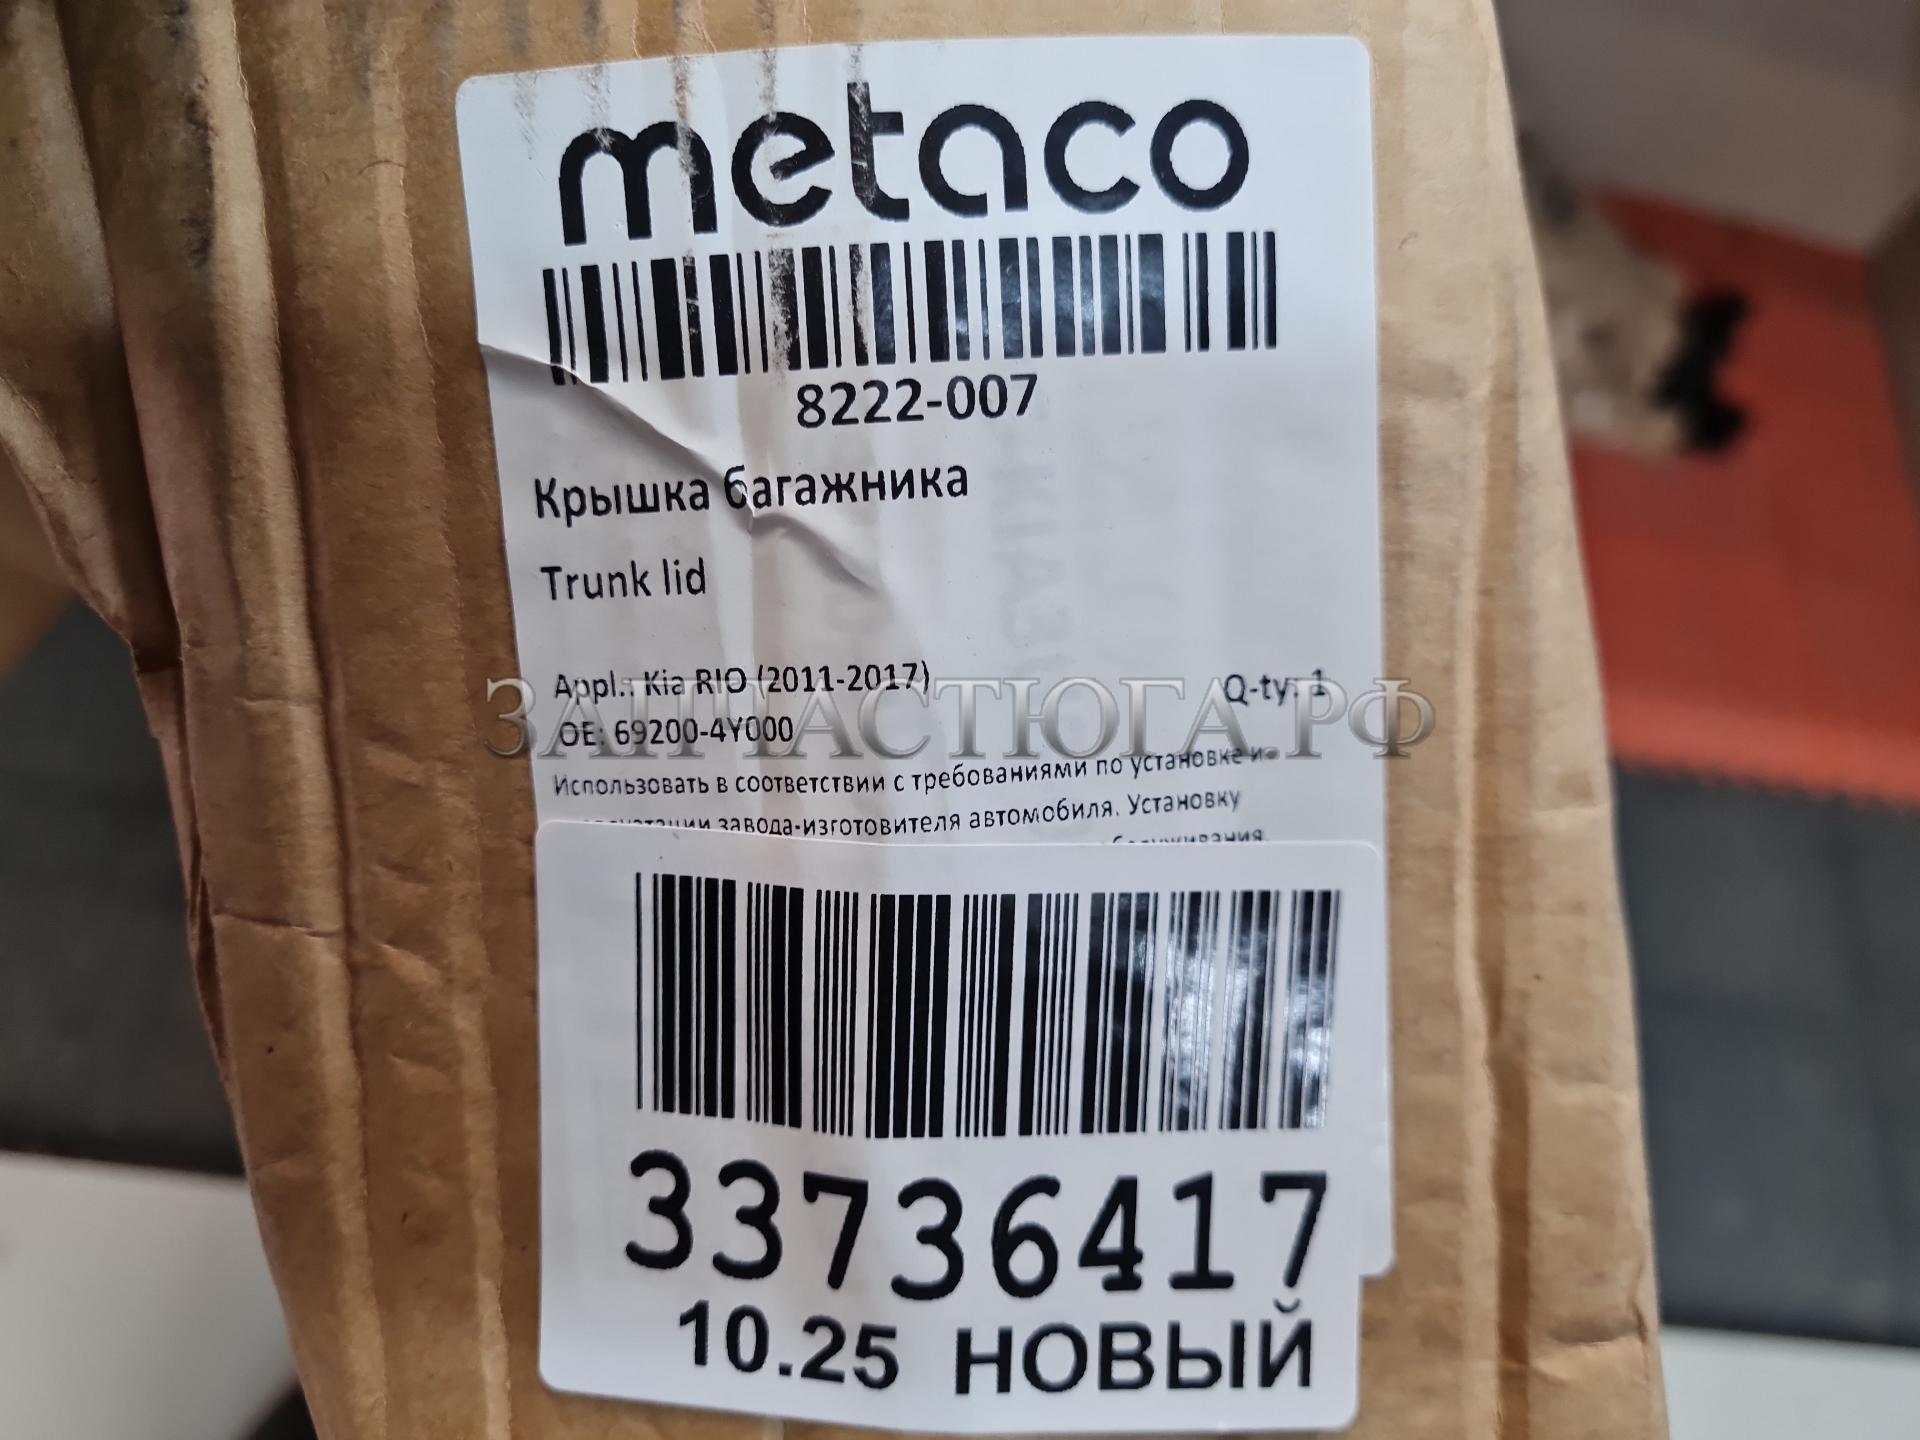 metaco
8222-007
Крышка багажника
Trunk lid
Appl.: Kia RIO (2011-2017)
Q-ty: 1
ЗАПЧАСТЮГА.РФ
OE: 69200-4Y000
Использовать в соответствии с требованиями по установке и
завода-изготовителя автомобиля. Установку
33736417
10.25 НОВЫЙ